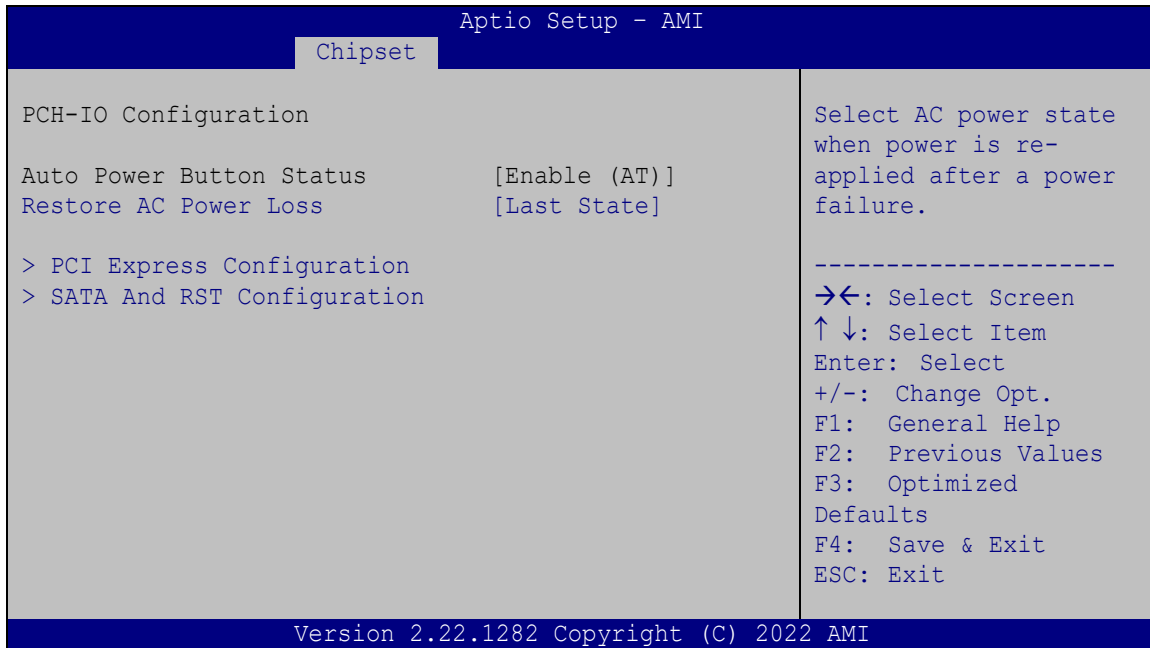 Aptio Setup – AMI
Chipset
PCH-IO Configuration
Auto Power Button Status [Enable (AT)]
Restore AC Power Loss [Last State]
> PCI Express Configuration
> SATA And RST Configuration
Select AC power state
when power is re-
applied after a power
failure.
---------------------
→←: Select Screen
↑ ↓: Select Item
Enter: Select
+/-: Change Opt.
F1: General Help
F2: Previous Values
F3: Optimized
Defaults
F4: Save & Exit
ESC: Exit
Version 2.22.1282 Copyright (C) 2022 AMI